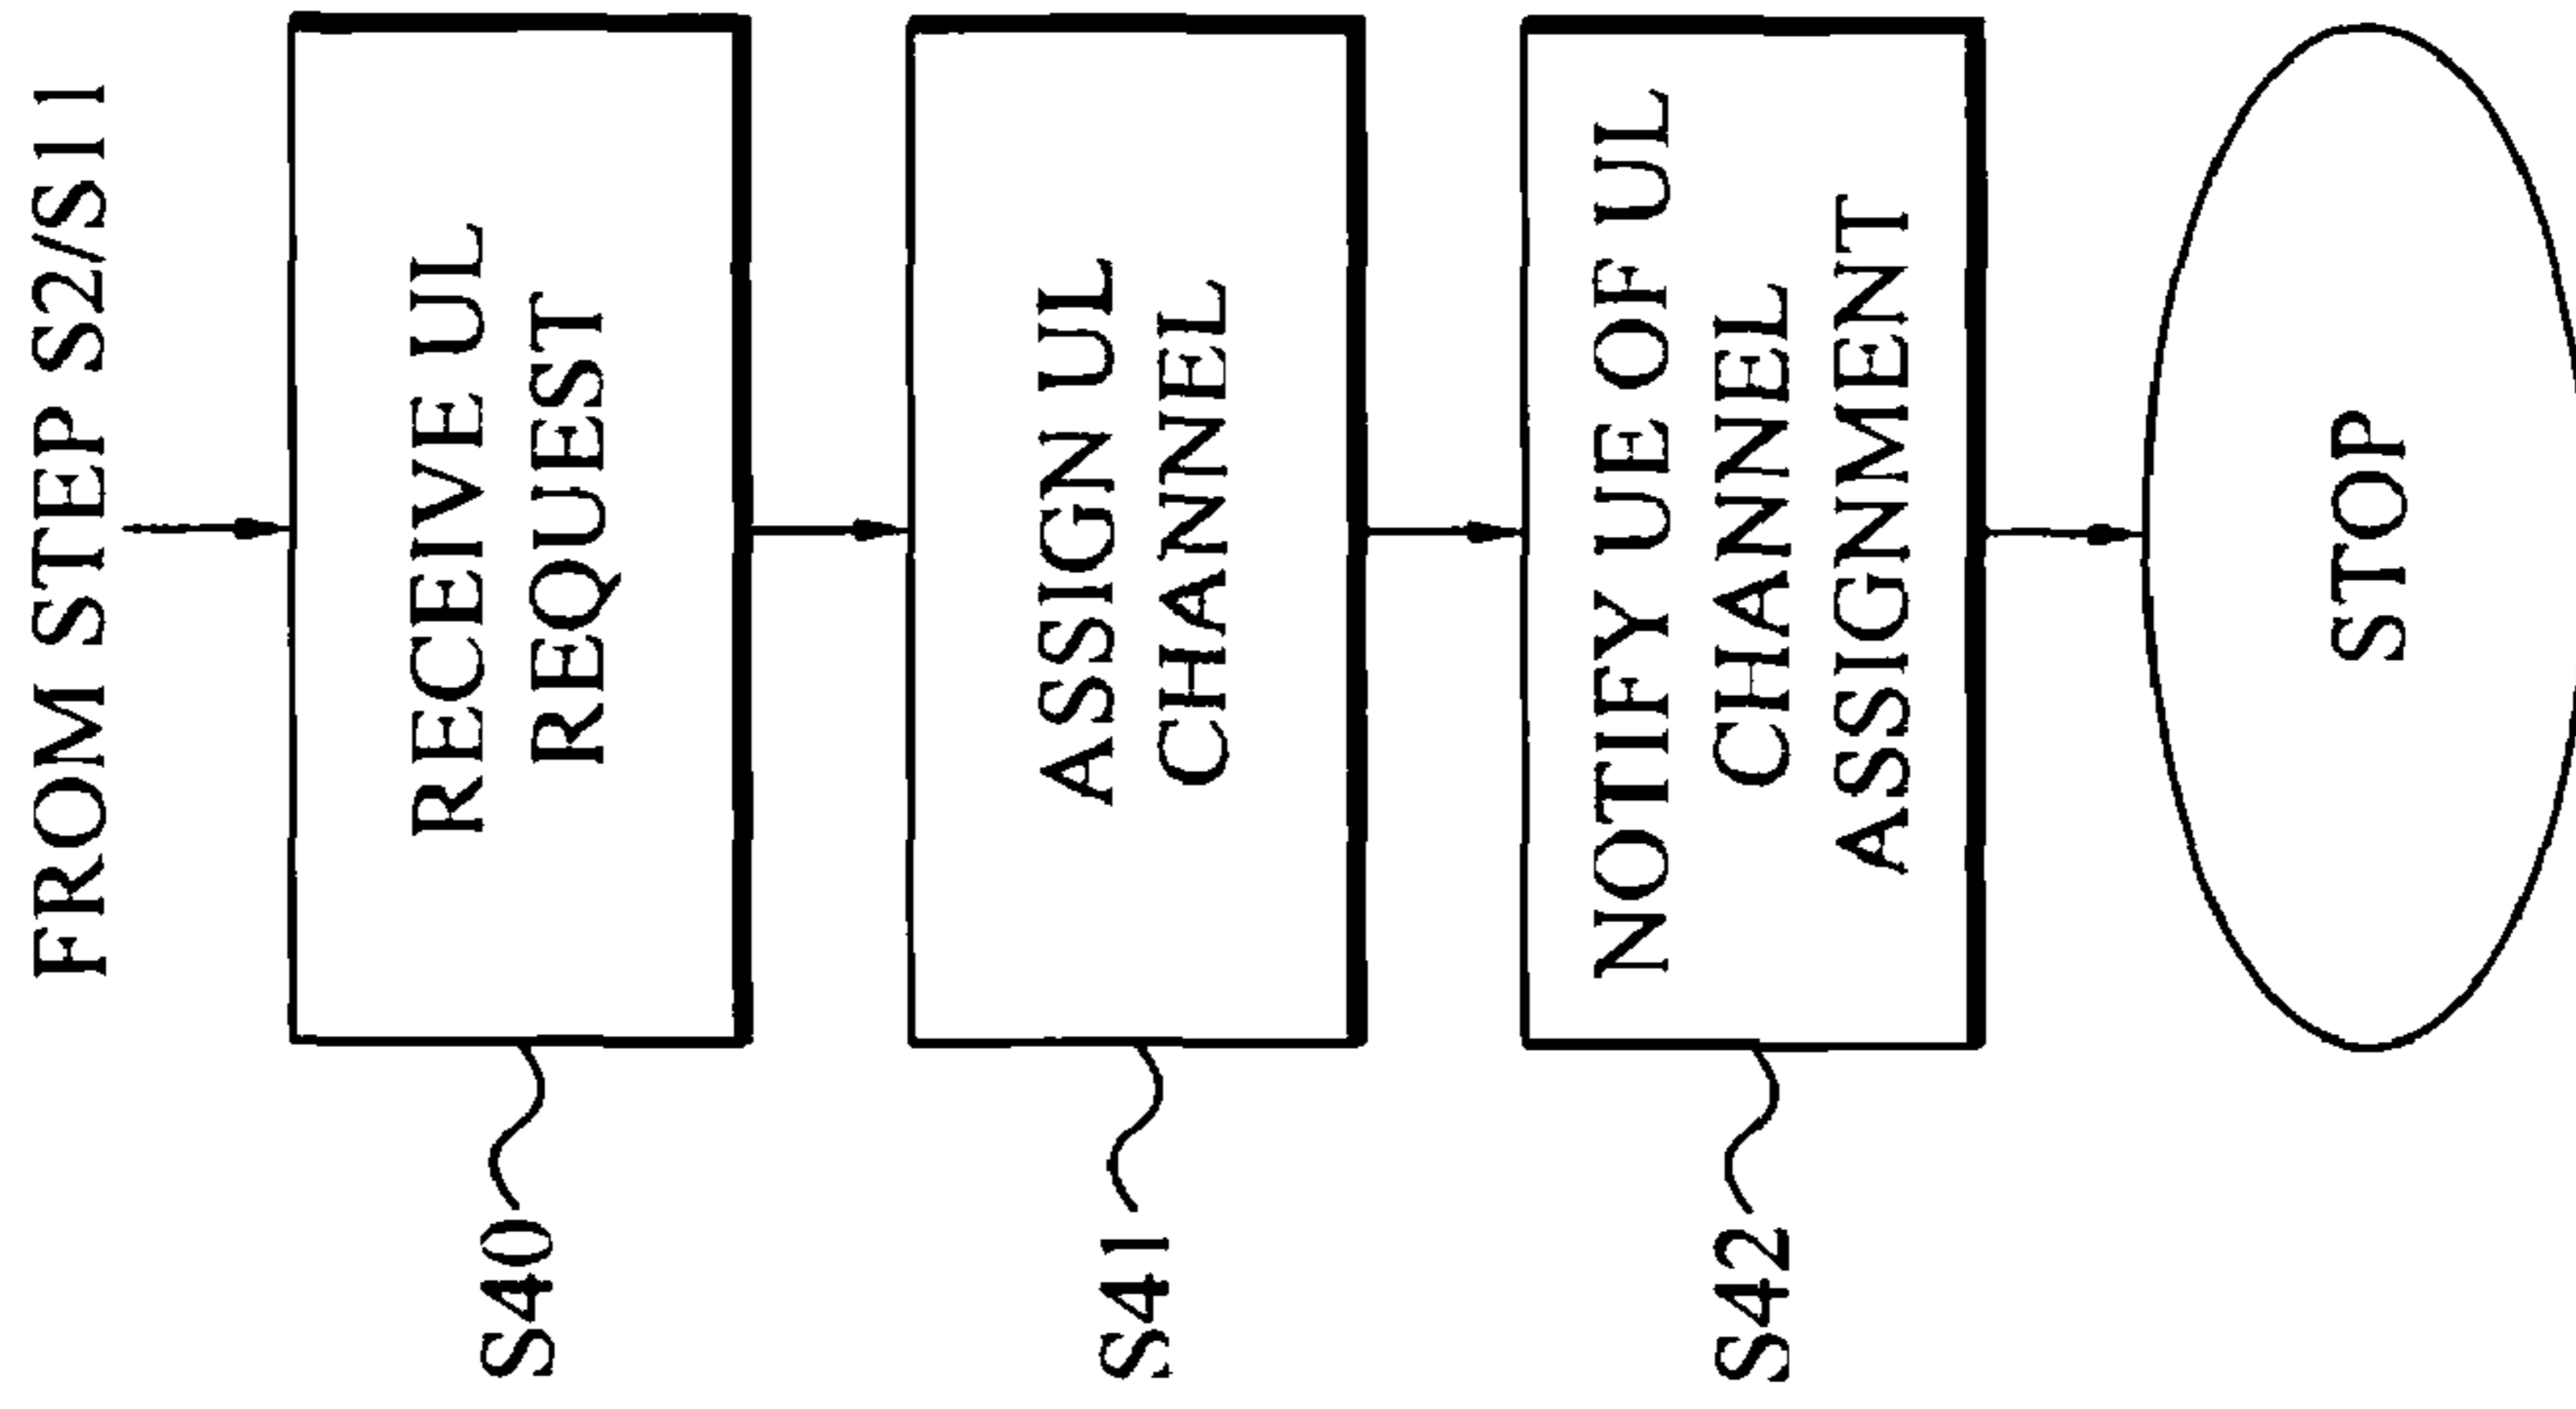 FROM STEP S2/S11
S40
RECEIVE UL
REQUEST
S41
ASSIGN UL
CHANNEL
S42
NOTIFY UE OF UL
CHANNEL
ASSIGNMENT
STOP